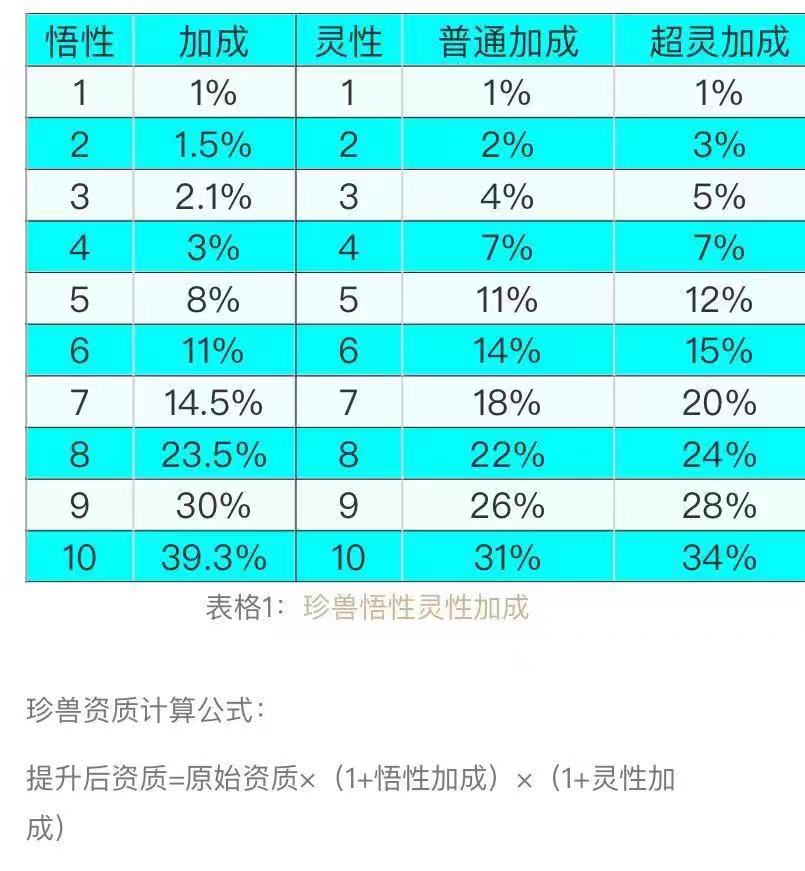 悟性 加成 灵性 普通加成 超灵加成
1 1% 1 1% 1%
2 1.5% 2 2% 3%
3 2.1% 3 4% 5%
4 3% 4 7% 7%
5 8% 5 11% 12%
6 11% 6 14% 15%
7 14.5% 7 18% 20%
8 23.5% 8 22% 24%
9 30% 9 26% 28%
10 39.3% 10 31% 34%
表格1：珍兽悟性灵性加成
珍兽资质计算公式：
提升后资质=原始资质×（1+悟性加成）×（1+灵性加
成）